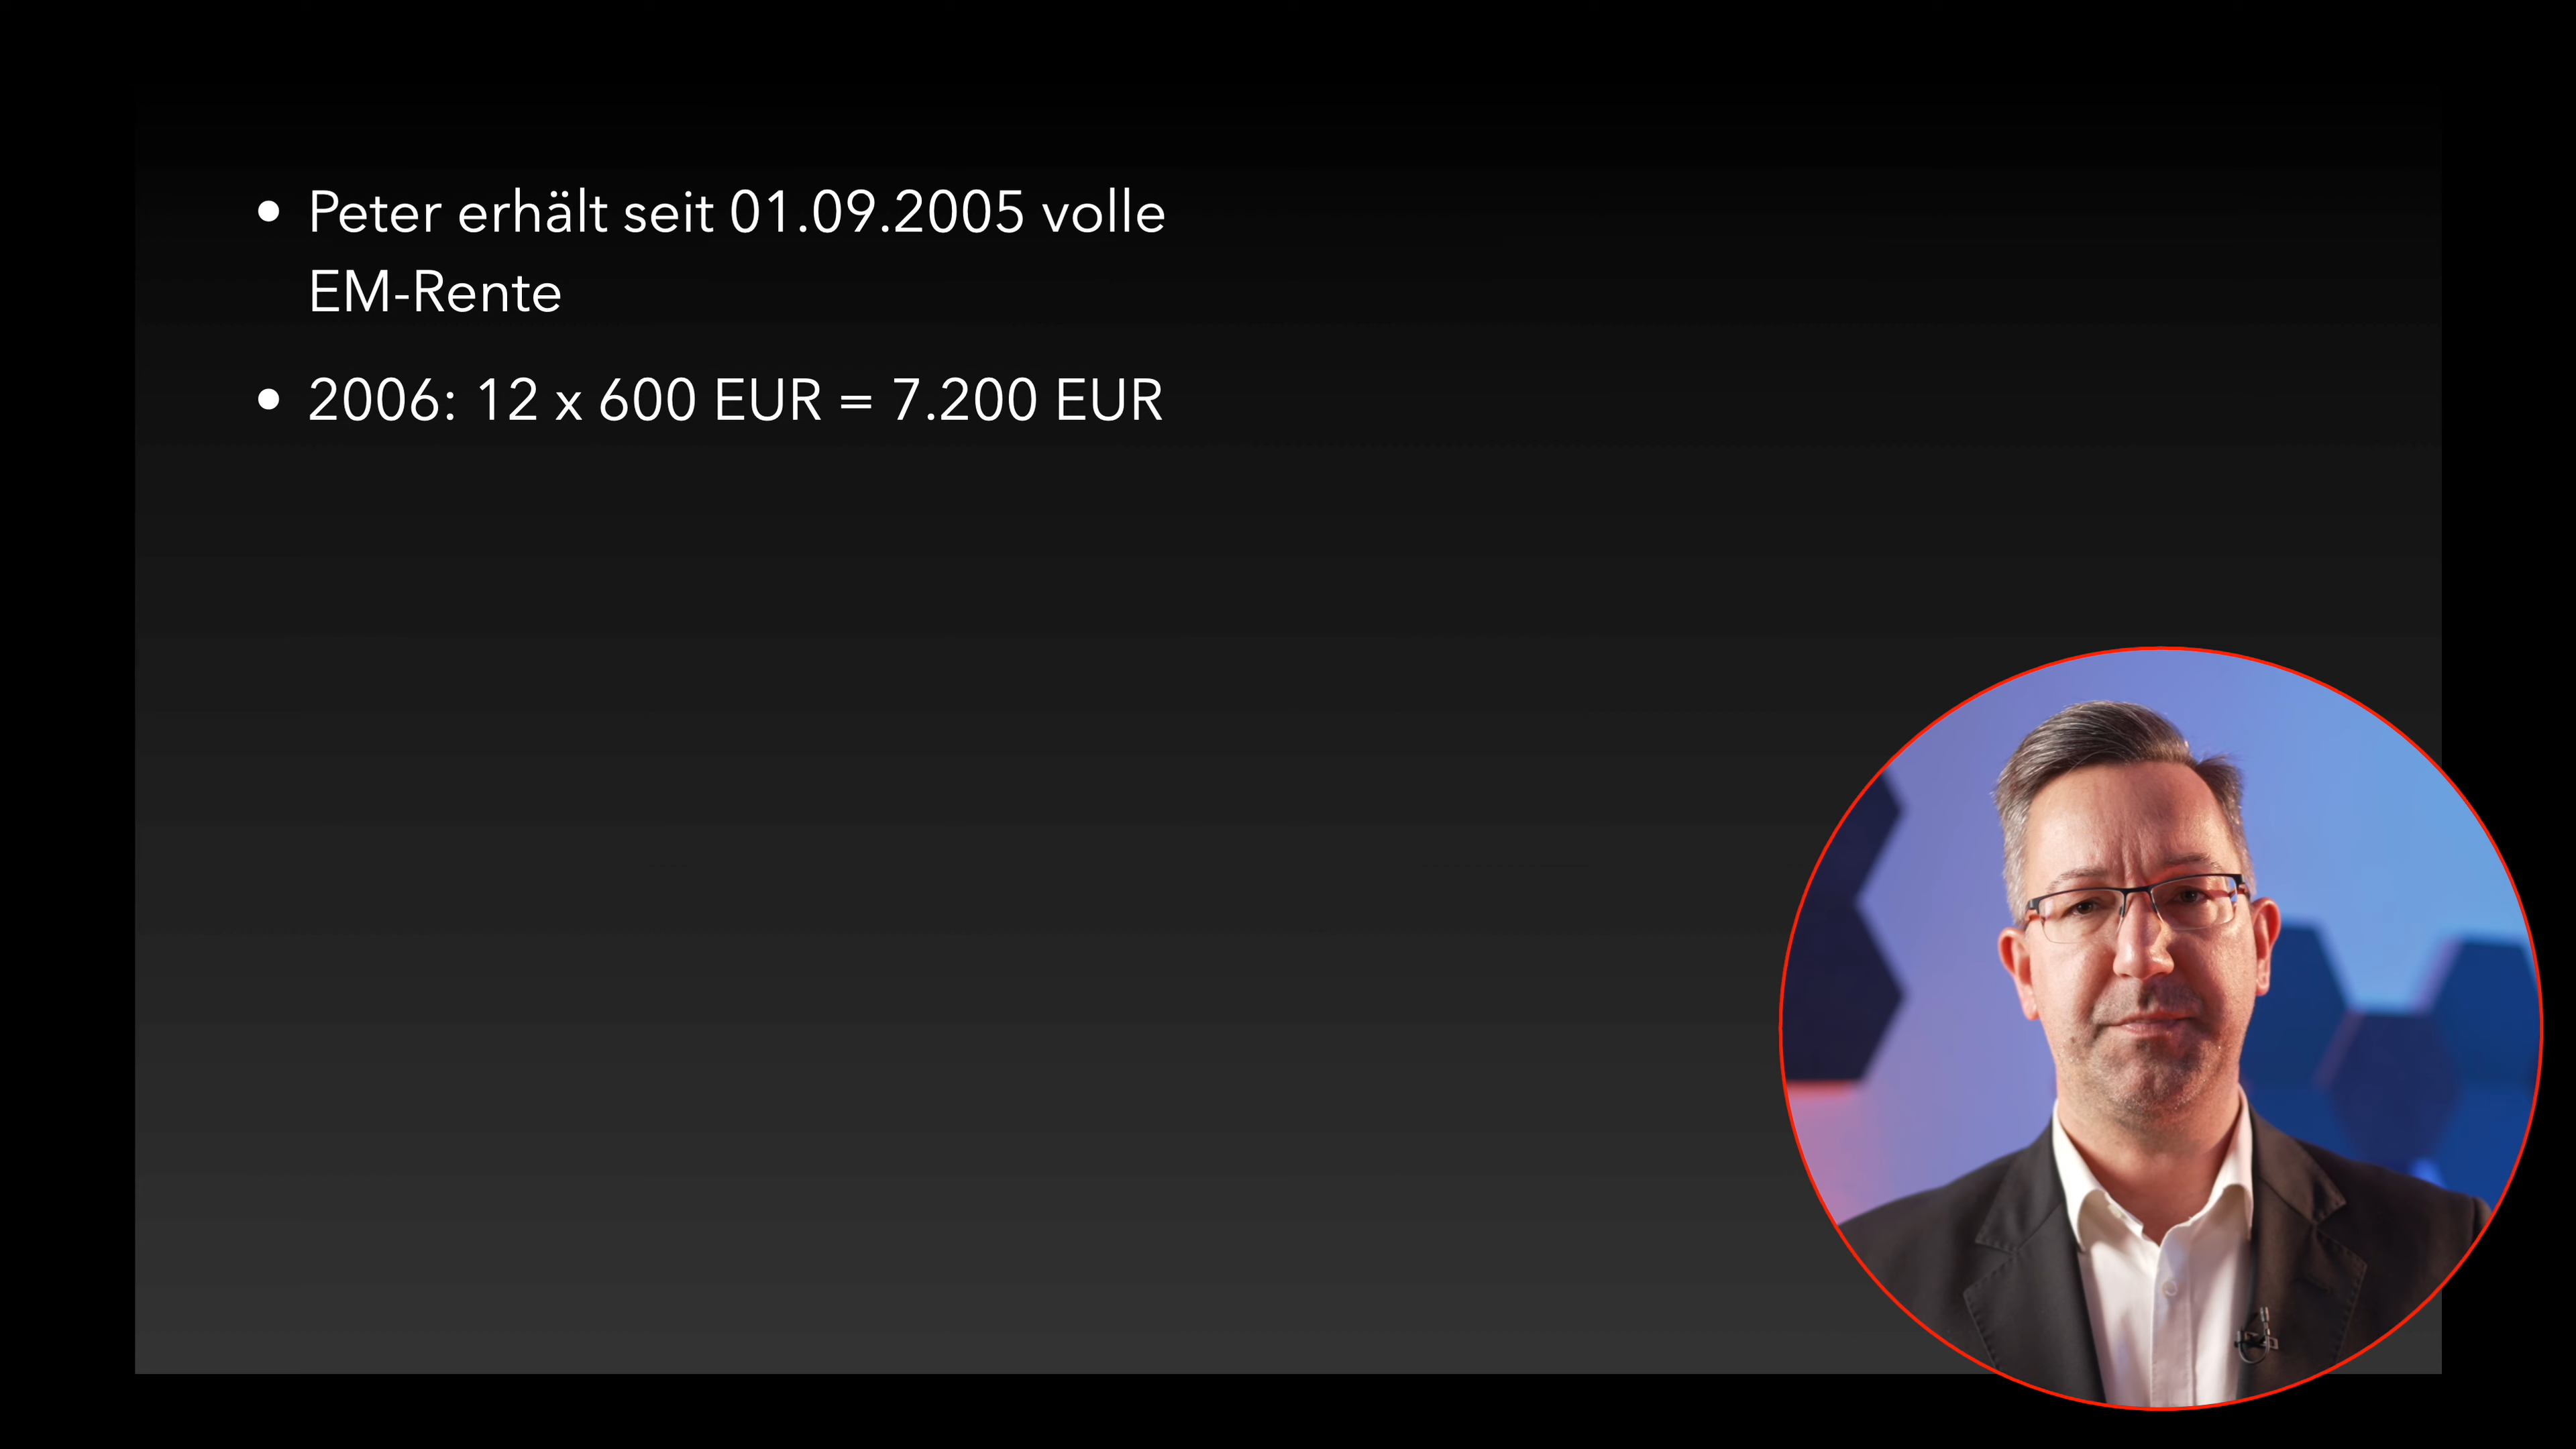 • Peter erhält seit 01.09.2005 volle
EM-Rente
• 2006: 12 x 600 EUR = 7.200 EUR